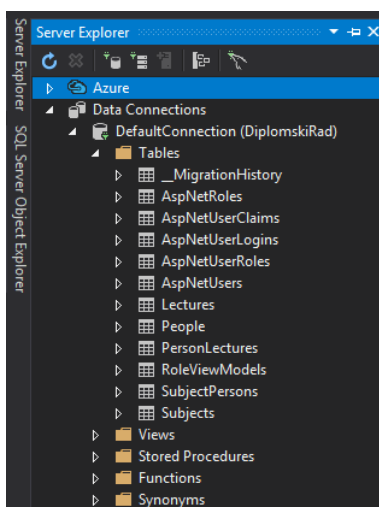 Server Explorer
SQL Server Object Explorer
Server Explorer
Azure
Data Connections
DefaultConnection (DiplomskiRad)
Tables
__MigrationHistory
AspNetRoles
AspNetUserClaims
AspNetUserLogins
AspNetUserRoles
AspNetUsers
Lectures
People
PersonLectures
RoleViewModels
SubjectPersons
Subjects
Views
Stored Procedures
Functions
Synonyms